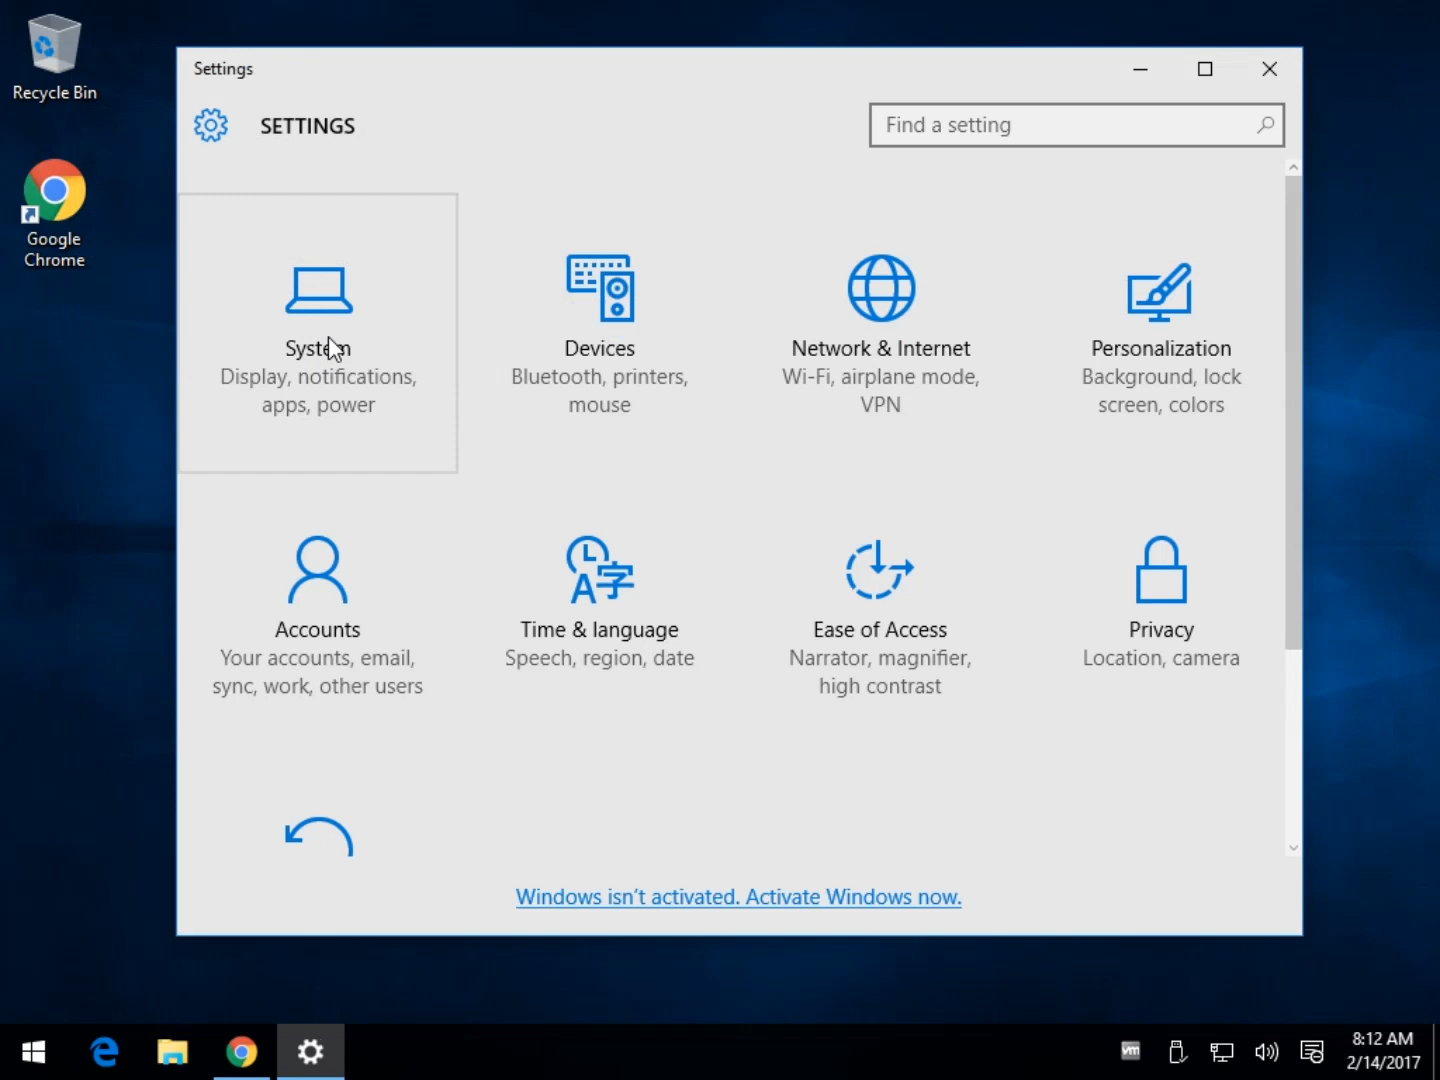 Recycle Bin
Google
Chrome
Settings
SETTINGS
Find a setting
System
Display, notifications,
apps, power
Devices
Bluetooth, printers,
mouse
Network & Internet
Wi-Fi, airplane mode,
VPN
Personalization
Background, lock
screen, colors
Accounts
Your accounts, email,
sync, work, other users
Time & language
Speech, region, date
Ease of Access
Narrator, magnifier,
high contrast
Privacy
Location, camera
Windows isn't activated. Activate Windows now.
vm
8:12 AM
2/14/2017